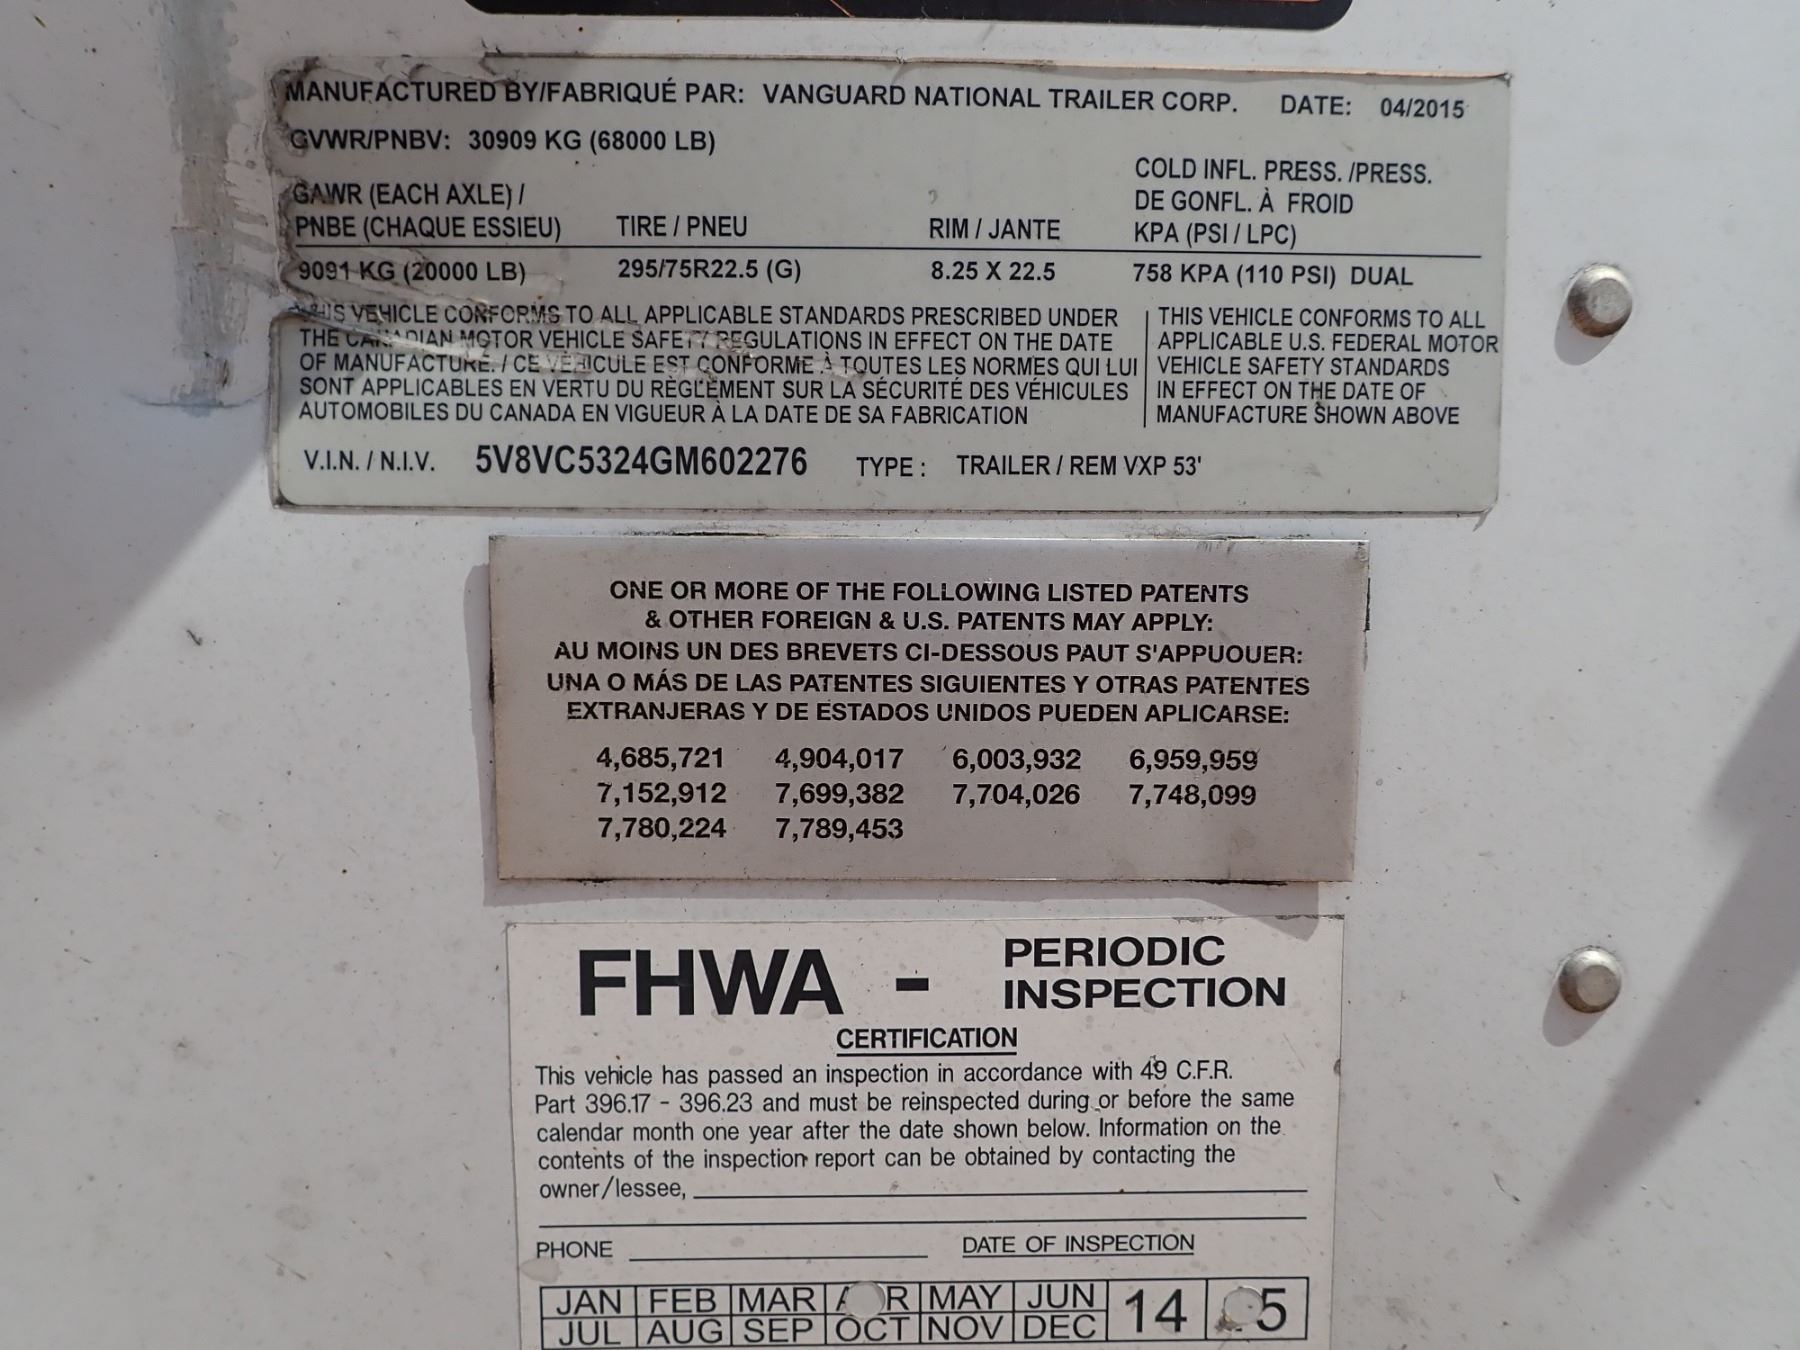 MANUFACTURED BY/FABRIQUÉ PAR: VANGUARD NATIONAL TRAILER CORP. DATE: 04/2015
GVWR/PNBV: 30909 KG (68000 LB)
GAWR (EACH AXLE) /
PNBE (CHAQUE ESSIEU) TIRE / PNEU RIM / JANTE
COLD INFL. PRESS. /PRESS.
DE GONFL. À FROID
KPA (PSI / LPC)
9091 KG (20000 LB) 295/75R22.5 (G) 8.25 X 22.5 758 KPA (110 PSI) DUAL
THIS VEHICLE CONFORMS TO ALL APPLICABLE STANDARDS PRESCRIBED UNDER
THE CANADIAN MOTOR VEHICLE SAFETY REGULATIONS IN EFFECT ON THE DATE
OF MANUFACTURE. / CE VÉHICULE EST CONFORME À TOUTES LES NORMES QUI LUI
SONT APPLICABLES EN VERTU DU RÈGLEMENT SUR LA SÉCURITÉ DES VÉHICULES
AUTOMOBILES DU CANADA EN VIGUEUR À LA DATE DE SA FABRICATION
THIS VEHICLE CONFORMS TO ALL
APPLICABLE U.S. FEDERAL MOTOR
VEHICLE SAFETY STANDARDS
IN EFFECT ON THE DATE OF
MANUFACTURE SHOWN ABOVE
V.I.N. / N.I.V. 5V8VC5324GM602276 TYPE : TRAILER / REM VXP 53'
ONE OR MORE OF THE FOLLOWING LISTED PATENTS
& OTHER FOREIGN & U.S. PATENTS MAY APPLY:
AU MOINS UN DES BREVETS CI-DESSOUS PAUT S'APPUOUER:
UNA O MÁS DE LAS PATENTES SIGUIENTES Y OTRAS PATENTES
EXTRANJERAS Y DE ESTADOS UNIDOS PUEDEN APLICARSE:
4,685,721 4,904,017 6,003,932 6,959,959
7,152,912 7,699,382 7,704,026 7,748,099
7,780,224 7,789,453
FHWA - PERIODIC
INSPECTION
CERTIFICATION
This vehicle has passed an inspection in accordance with 49 C.F.R.
Part 396.17 - 396.23 and must be reinspected during or before the same
calendar month one year after the date shown below. Information on the
contents of the inspection report can be obtained by contacting the
owner/lessee,
PHONE DATE OF INSPECTION
JAN FEB MAR A R MAY JUN 14 5
JUL AUG SEP OCT NOV DEC